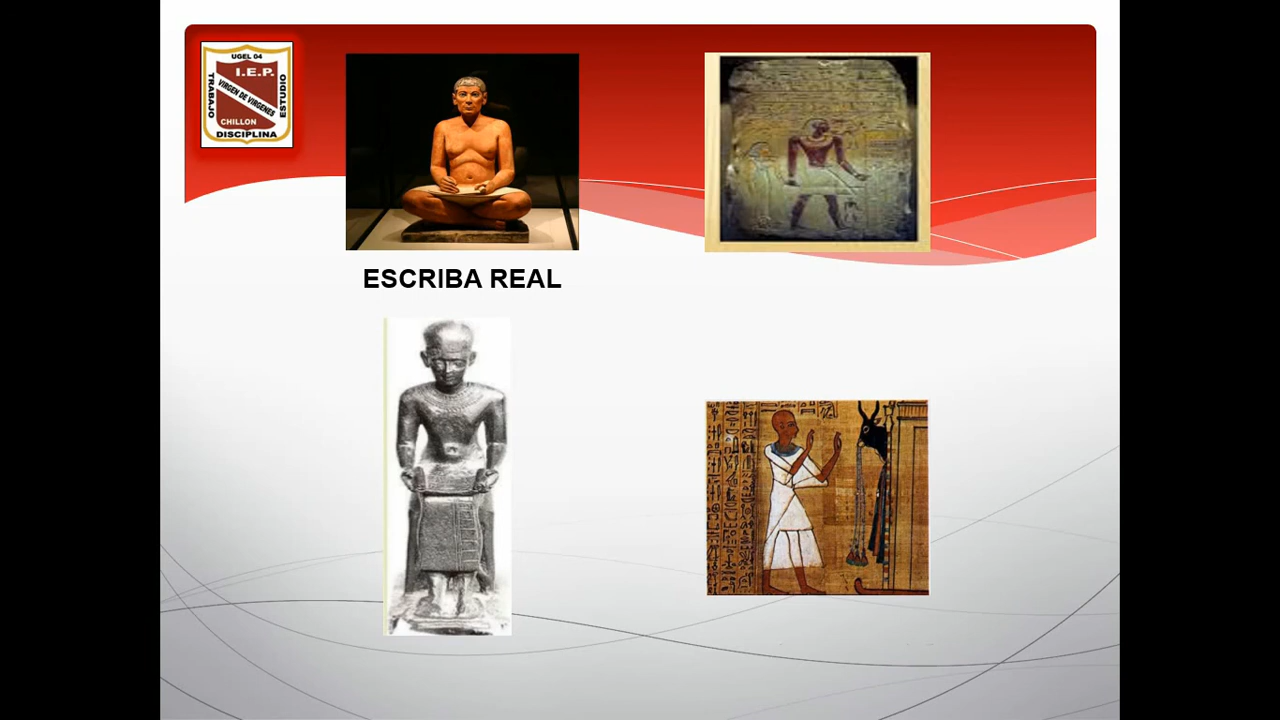 UGEL 04
I.E.P.
VIRGEN DE VIRGENES
CHILLON
TRABAJO
ESTUDIO
DISCIPLINA
ESCRIBA REAL